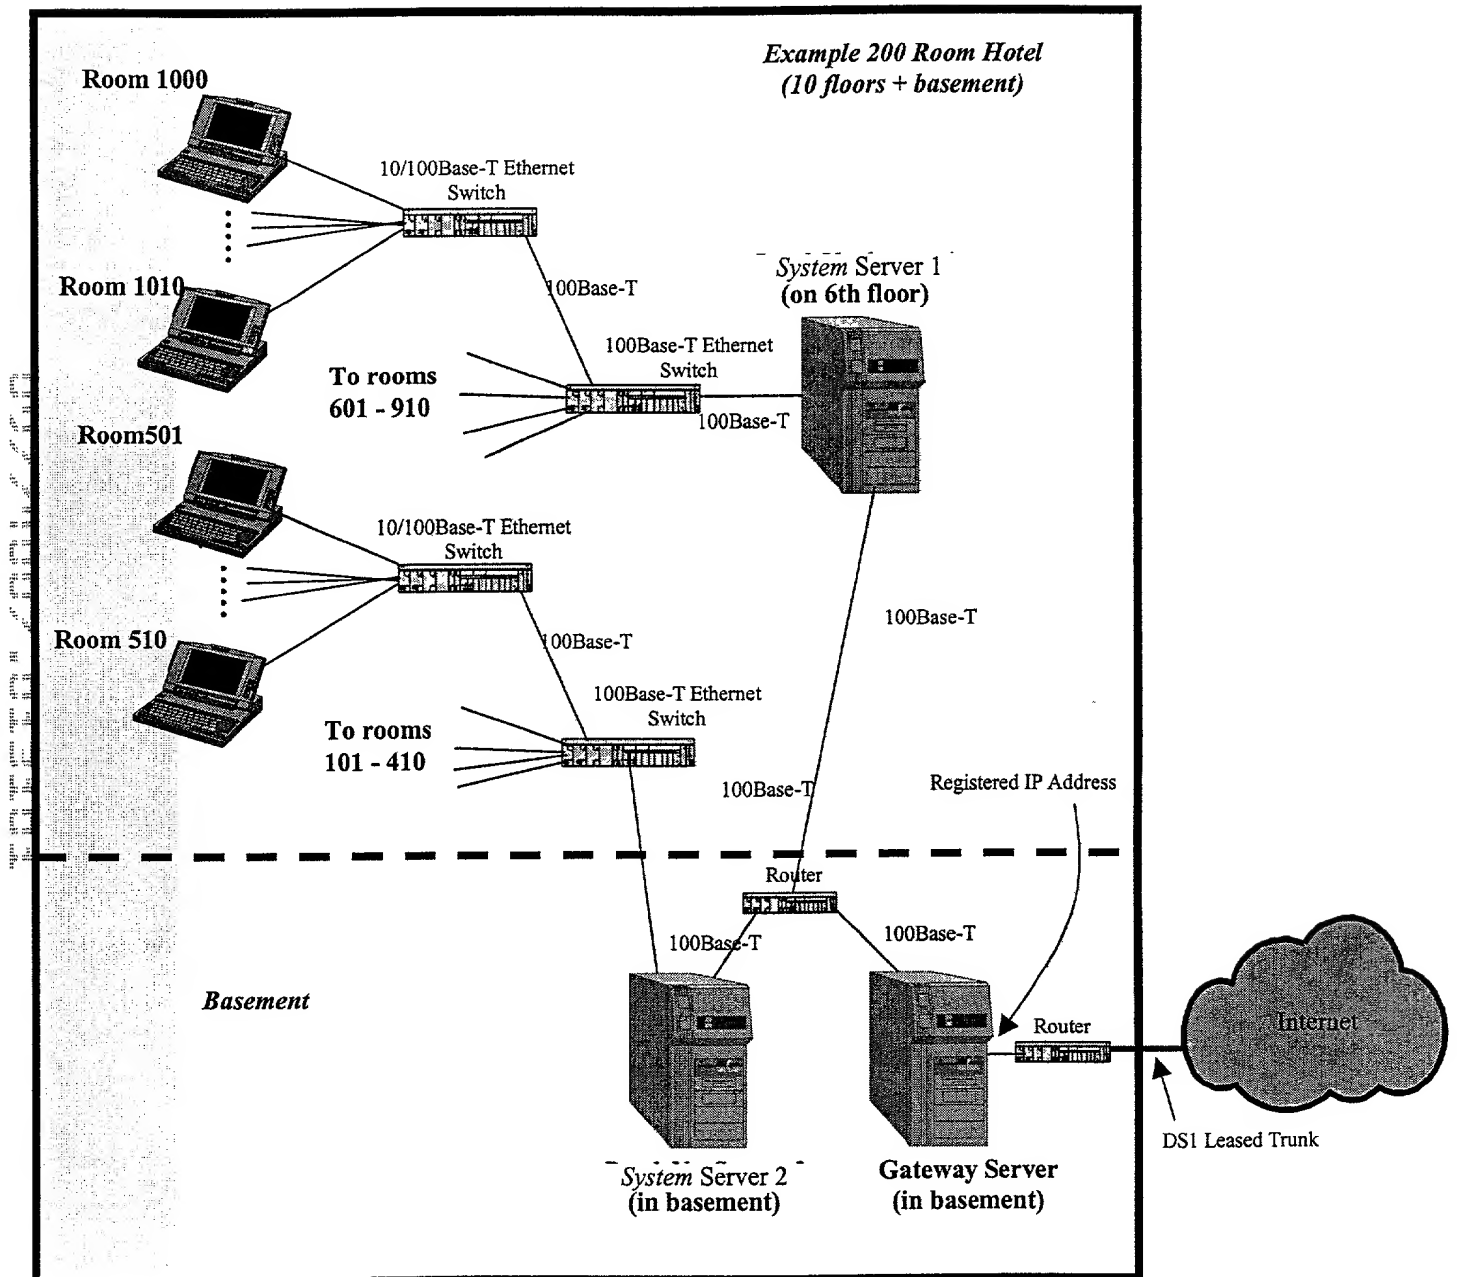 Example 200 Room Hotel
(10 floors + basement)
Room 1000
10/100Base-T Ethernet
Switch
Room 1010
100Base-T
System Server 1
(on 6th floor)
100Base-T Ethernet
Switch
To rooms
601 - 910
100Base-T
Room501
10/100Base-T Ethernet
Switch
100Base-T
Room 510
100Base-T
100Base-T Ethernet
Switch
To rooms
101 - 410
100Base-T
Registered IP Address
Router
100Base-T
100Base-T
Basement
Internet
Router
DS1 Leased Trunk
System Server 2
(in basement)
Gateway Server
(in basement)